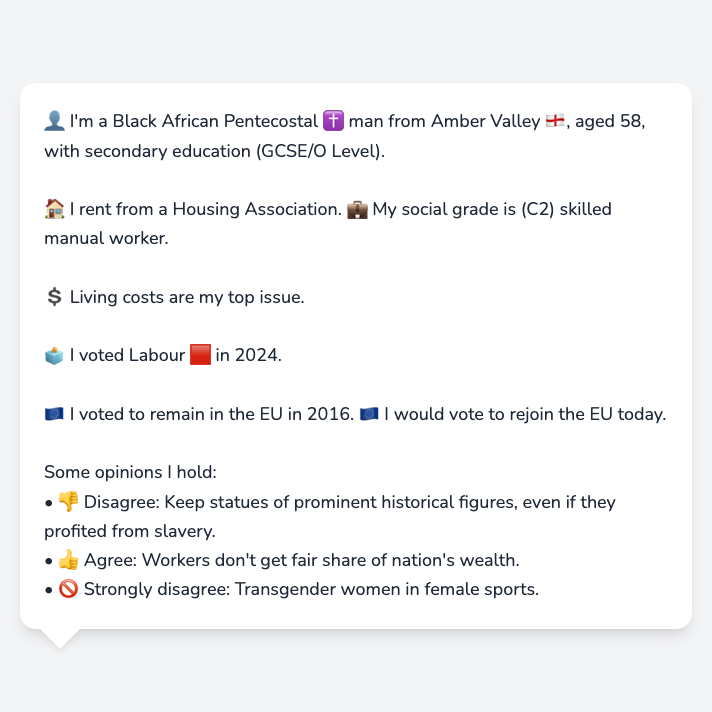 👤 I'm a Black African Pentecostal ✝️ man from Amber Valley 🏴󠁧󠁢󠁥󠁮󠁧󠁿, aged 58,
with secondary education (GCSE/O Level).
🏠 I rent from a Housing Association. 💼 My social grade is (C2) skilled
manual worker.
💲 Living costs are my top issue.
🗳️ I voted Labour 🟥 in 2024.
🇪🇺 I voted to remain in the EU in 2016. 🇪🇺 I would vote to rejoin the EU today.
Some opinions I hold:
• 👎 Disagree: Keep statues of prominent historical figures, even if they
profited from slavery.
• 👍 Agree: Workers don't get fair share of nation's wealth.
• 🚫 Strongly disagree: Transgender women in female sports.